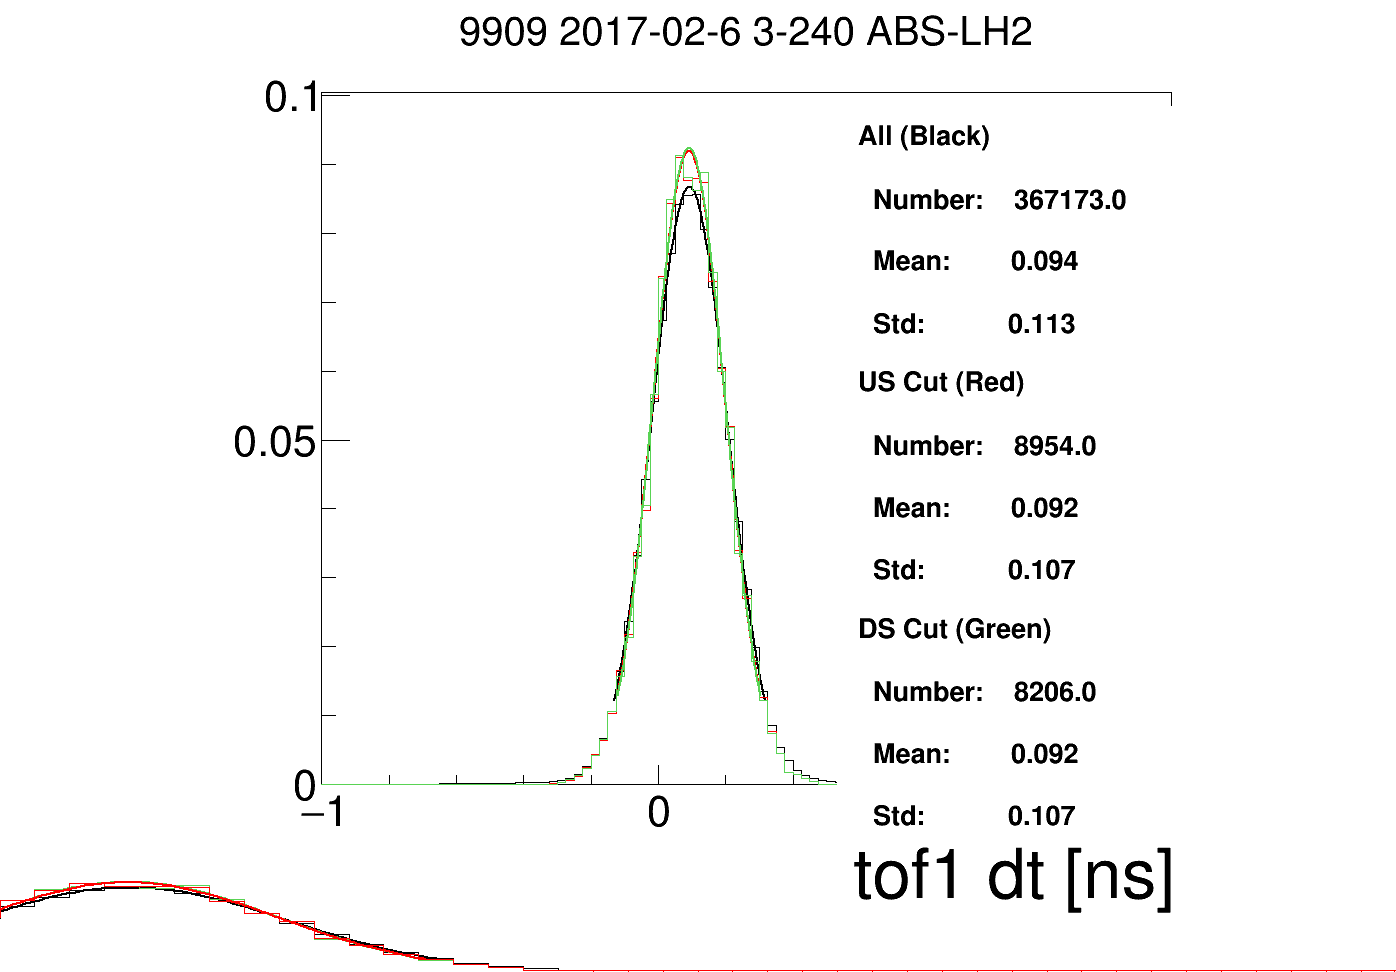 9909 2017-02-6 3-240 ABS-LH2
0.1
All (Black)
Number: 367173.0
Mean: 0.094
Std: 0.113
US Cut (Red)
0.05
Number: 8954.0
Mean: 0.092
Std: 0.107
DS Cut (Green)
Number: 8206.0
Mean: 0.092
0
−1 0
Std: 0.107
tof1 dt [ns]